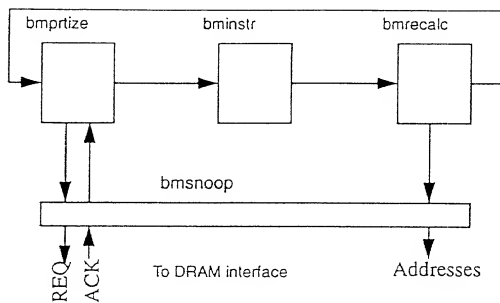 bmprtize bminstr bmrecalc
bmsnoop
REQ ACK To DRAM interface Addresses